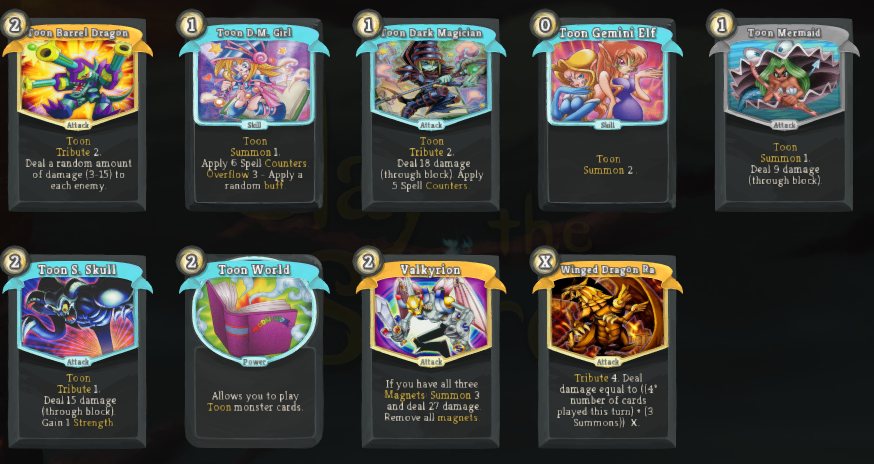 2
Toon Barrel Dragon
Attack
Toon
Tribute 2.
Deal a random amount
of damage (3-15) to
each enemy.
1
Toon D.M. Girl
Skill
Toon
Summon 1.
Apply 6 Spell Counters
Overflow 3 - Apply a
random buff
1
Toon Dark Magician
Attack
Toon
Tribute 2.
Deal 18 damage
(through block). Apply
5 Spell Counters.
0
Toon Gemini Elf
Skill
Toon
Summon 2
1
Toon Mermaid
Attack
Toon
Summon 1.
Deal 9 damage
(through block).
2
Toon S. Skull
Attack
Toon
Tribute 1.
Deal 15 damage
(through block).
Gain 1 Strength
2
Toon World
Power
Allows you to play
Toon monster cards.
2
Valkyrion
Attack
If you have all three
Magnets Summon 3
and deal 27 damage.
Remove all magnets.
X
Winged Dragon Ra
Attack
Tribute 4. Deal
damage equal to ((4*
number of cards
played this turn) + (3
Summons)) X.
the